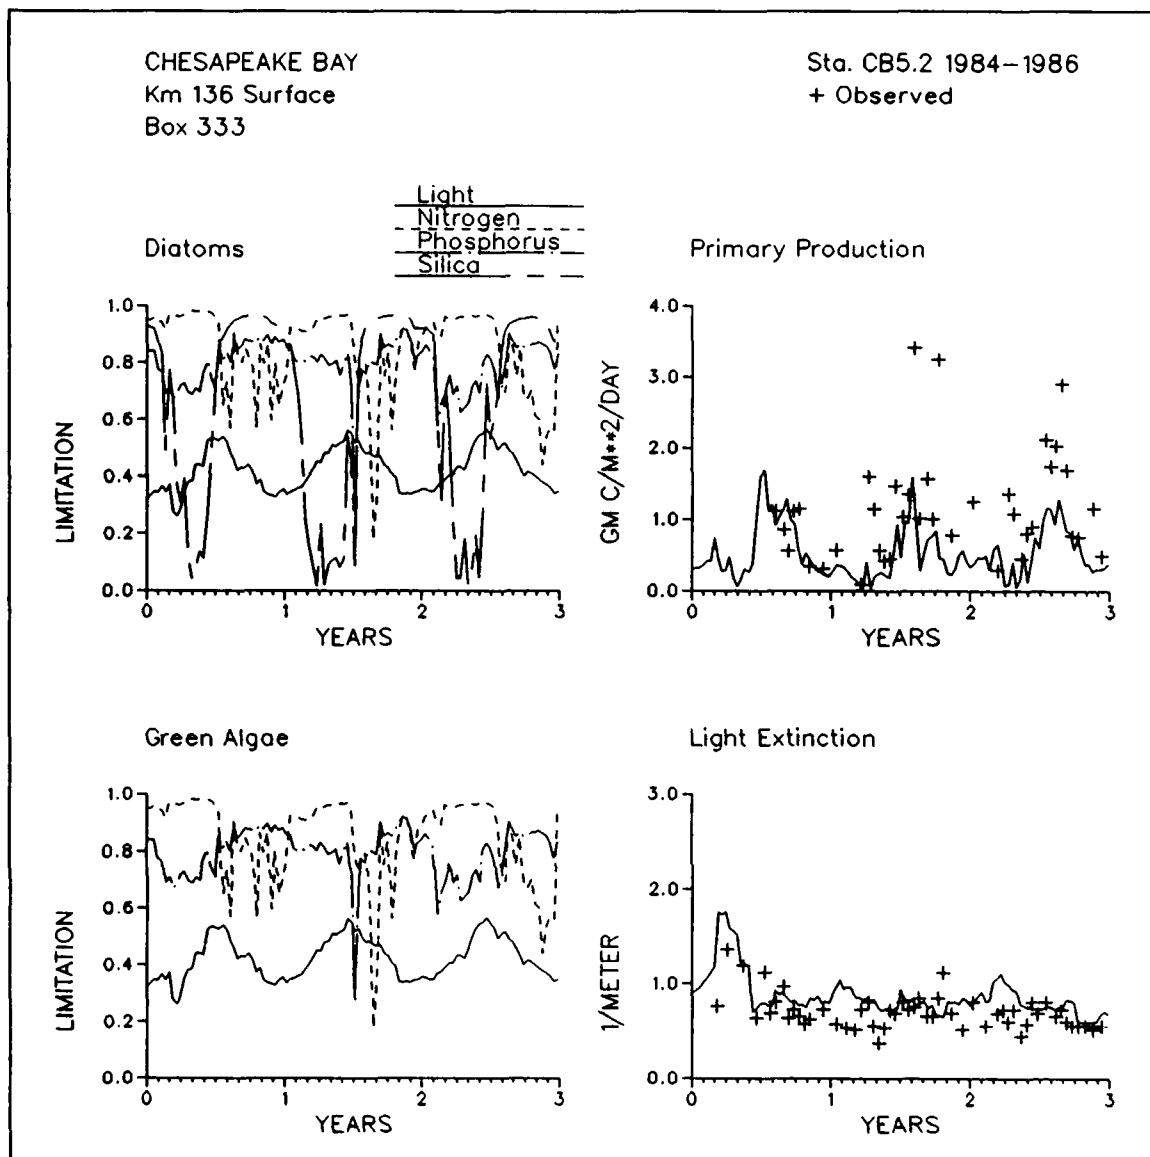 CHESAPEAKE BAY
Km 136 Surface
Box 333
Sta. CB5.2 1984-1986
+ Observed
Light
Nitrogen
Phosphorus
Silica
Diatoms
1.0
0.8
0.6
0.4
0.2
0.0
LIMITATION
0 1 2 3
YEARS
Primary Production
4.0
3.0
2.0
1.0
0.0
GM C/M**2/DAY
0 1 2 3
YEARS
Green Algae
1.0
0.8
0.6
0.4
0.2
0.0
LIMITATION
0 1 2 3
YEARS
Light Extinction
3.0
2.0
1.0
0.0
1/METER
0 1 2 3
YEARS